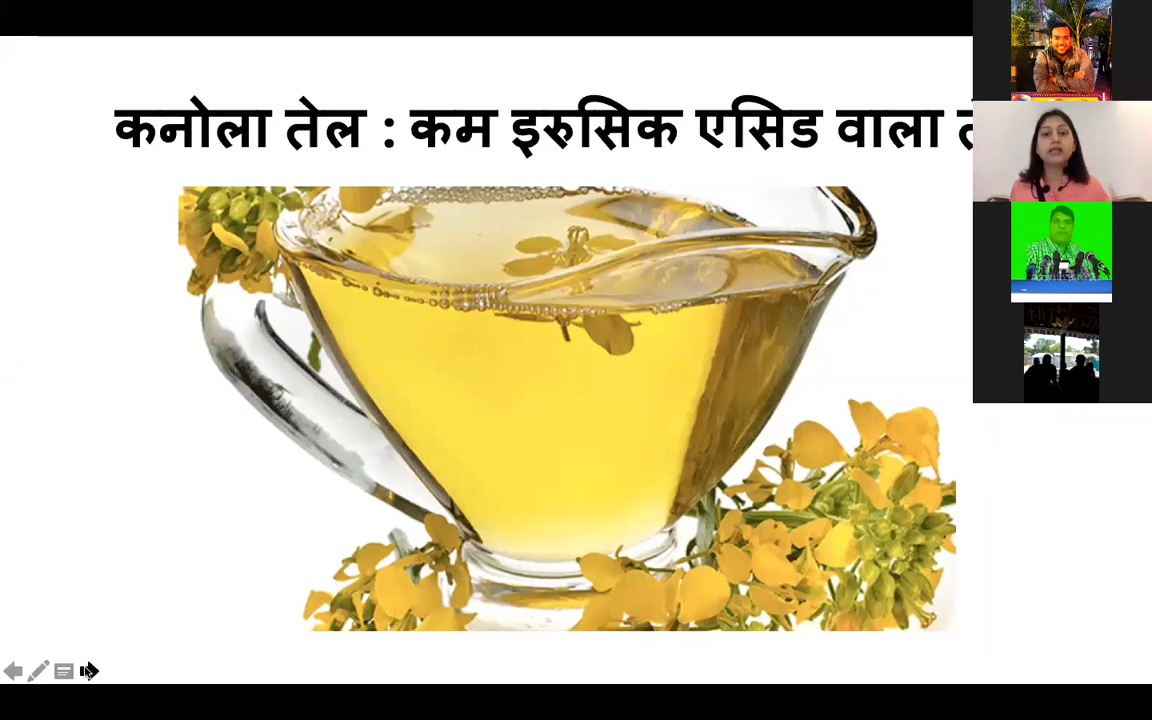 कनोला तेल : कम इरुसिक एसिड वाला